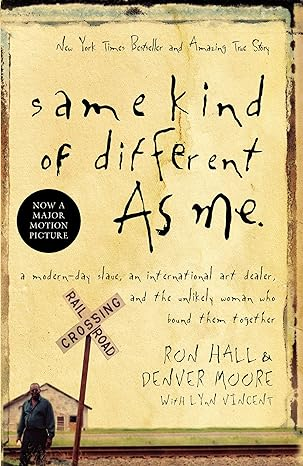 New York Times Bestseller and Amazing True Story
same kind
of different
As me.
NOW A
MAJOR
MOTION
PICTURE
a modern-day slave, an international art dealer,
and the unlikely woman who
bound them together
RAIL ROAD
CROSSING
RON HALL &
DENVER MOORE
WITH LYNN VINCENT